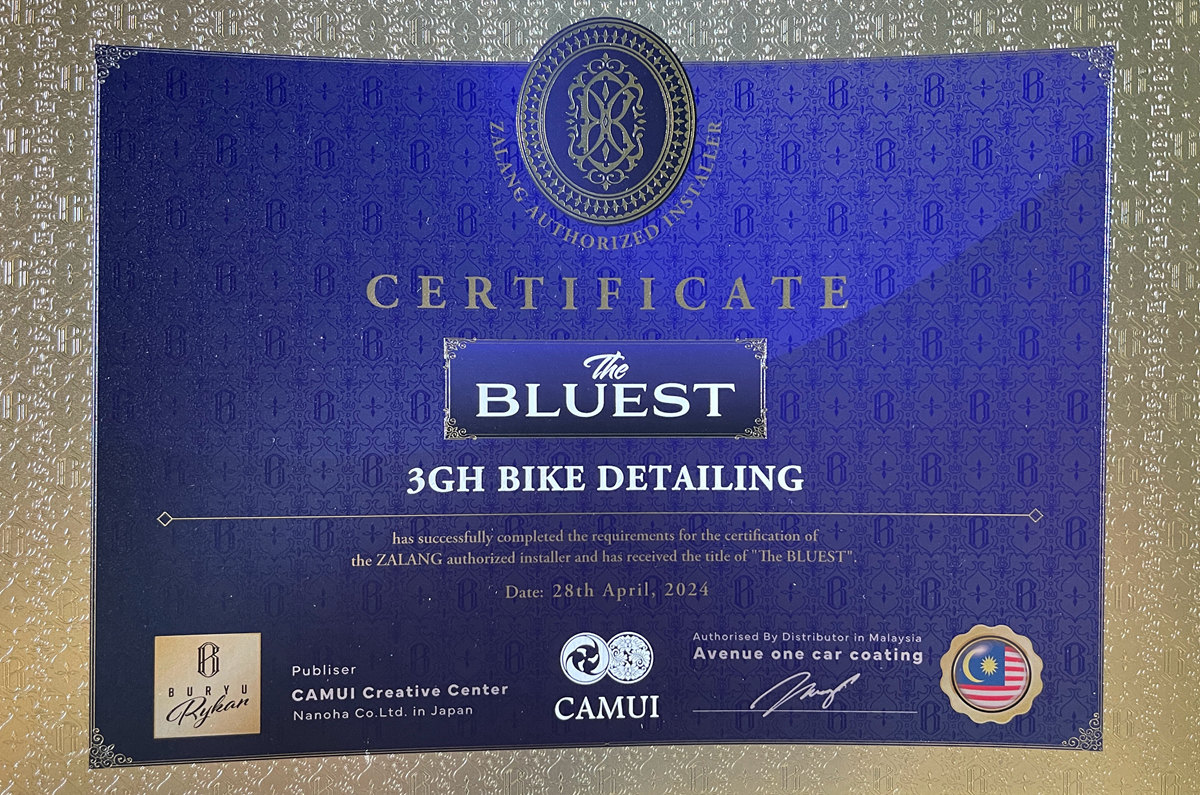 ZALANG AUTHORIZED INSTALLER
CERTIFICATE
The
BLUEST
3GH BIKE DETAILING
has successfully completed the requirements for the certification of
the ZALANG authorized installer and has received the title of "The BLUEST".
Date: 28th April, 2024
B
BURYU
Rykan
Publiser
CAMUI Creative Center
Nanoha Co.Ltd. in Japan
CAMUI
Authorised By Distributor in Malaysia
Avenue one car coating